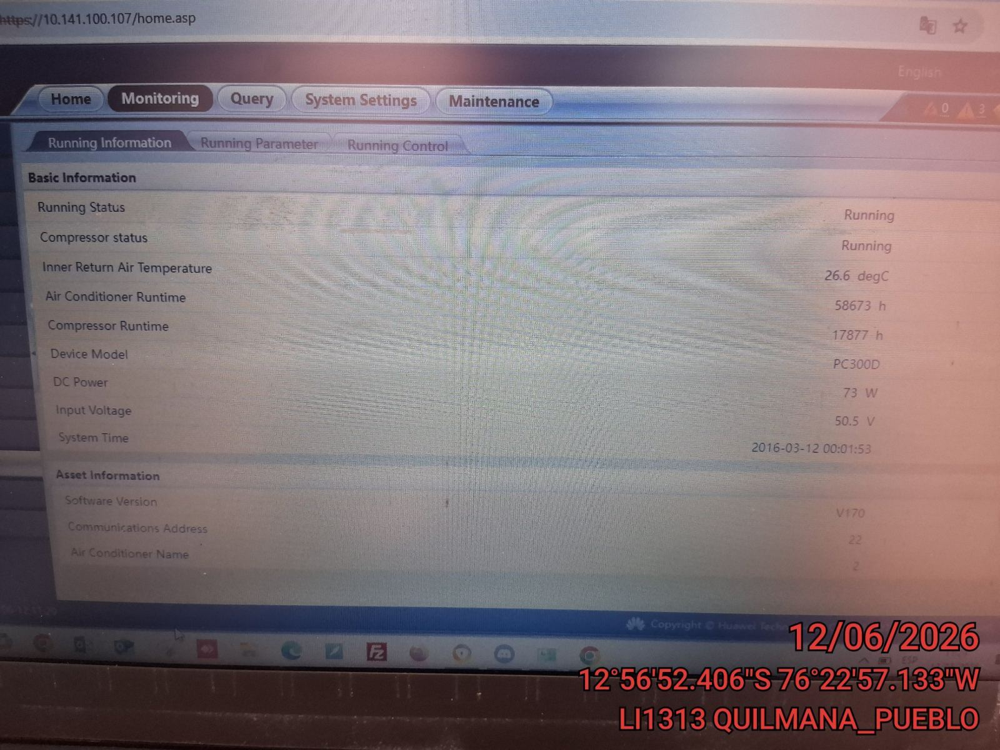 https://10.141.100.107/home.asp
English
Home Monitoring Query System Settings Maintenance
0 3
Running Information Running Parameter Running Control
Basic Information
Running Status Running
Compressor status Running
Inner Return Air Temperature 26.6 degC
Air Conditioner Runtime 58673 h
Compressor Runtime 17877 h
Device Model PC300D
DC Power 73 W
Input Voltage 50.5 V
System Time 2016-03-12 00:01:53
Asset Information
Software Version V170
Communications Address 22
Air Conditioner Name 2
Copyright © Huawei
ESP
12/06/2026
12°56'52.406"S 76°22'57.133"W
LI1313 QUILMANA_PUEBLO